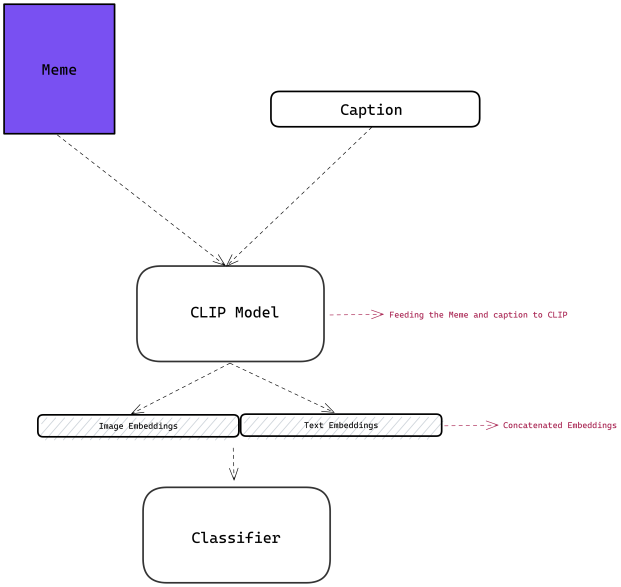 Meme
Caption
CLIP Model
Feeding the Meme and caption to CLIP
Image Embeddings
Text Embeddings
Concatenated Embeddings
Classifier